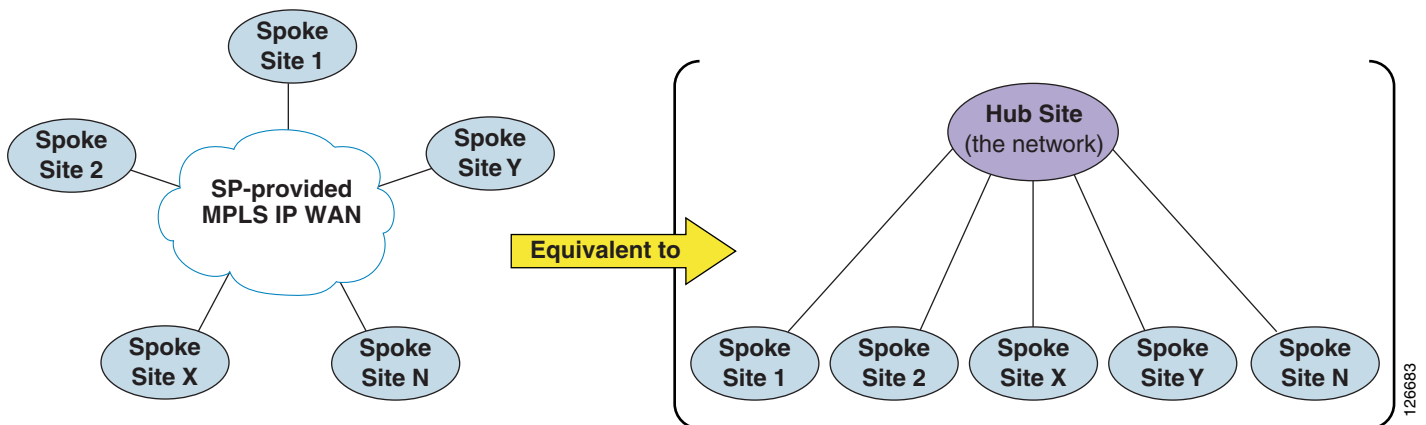 Spoke
Site 1
Spoke
Site 2
Spoke
Site Y
SP-provided
MPLS IP WAN
Spoke
Site X
Spoke
Site N
Equivalent to
Hub Site
(the network)
Spoke
Site 1
Spoke
Site 2
Spoke
Site X
Spoke
Site Y
Spoke
Site N
126683